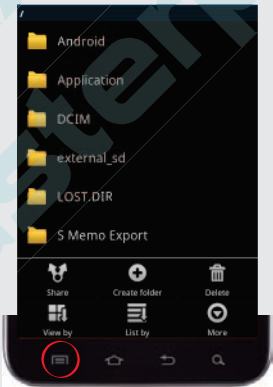 /
Android
Application
DCIM
external_sd
LOST.DIR
S Memo Export
Share Create folder Delete
View by List by More